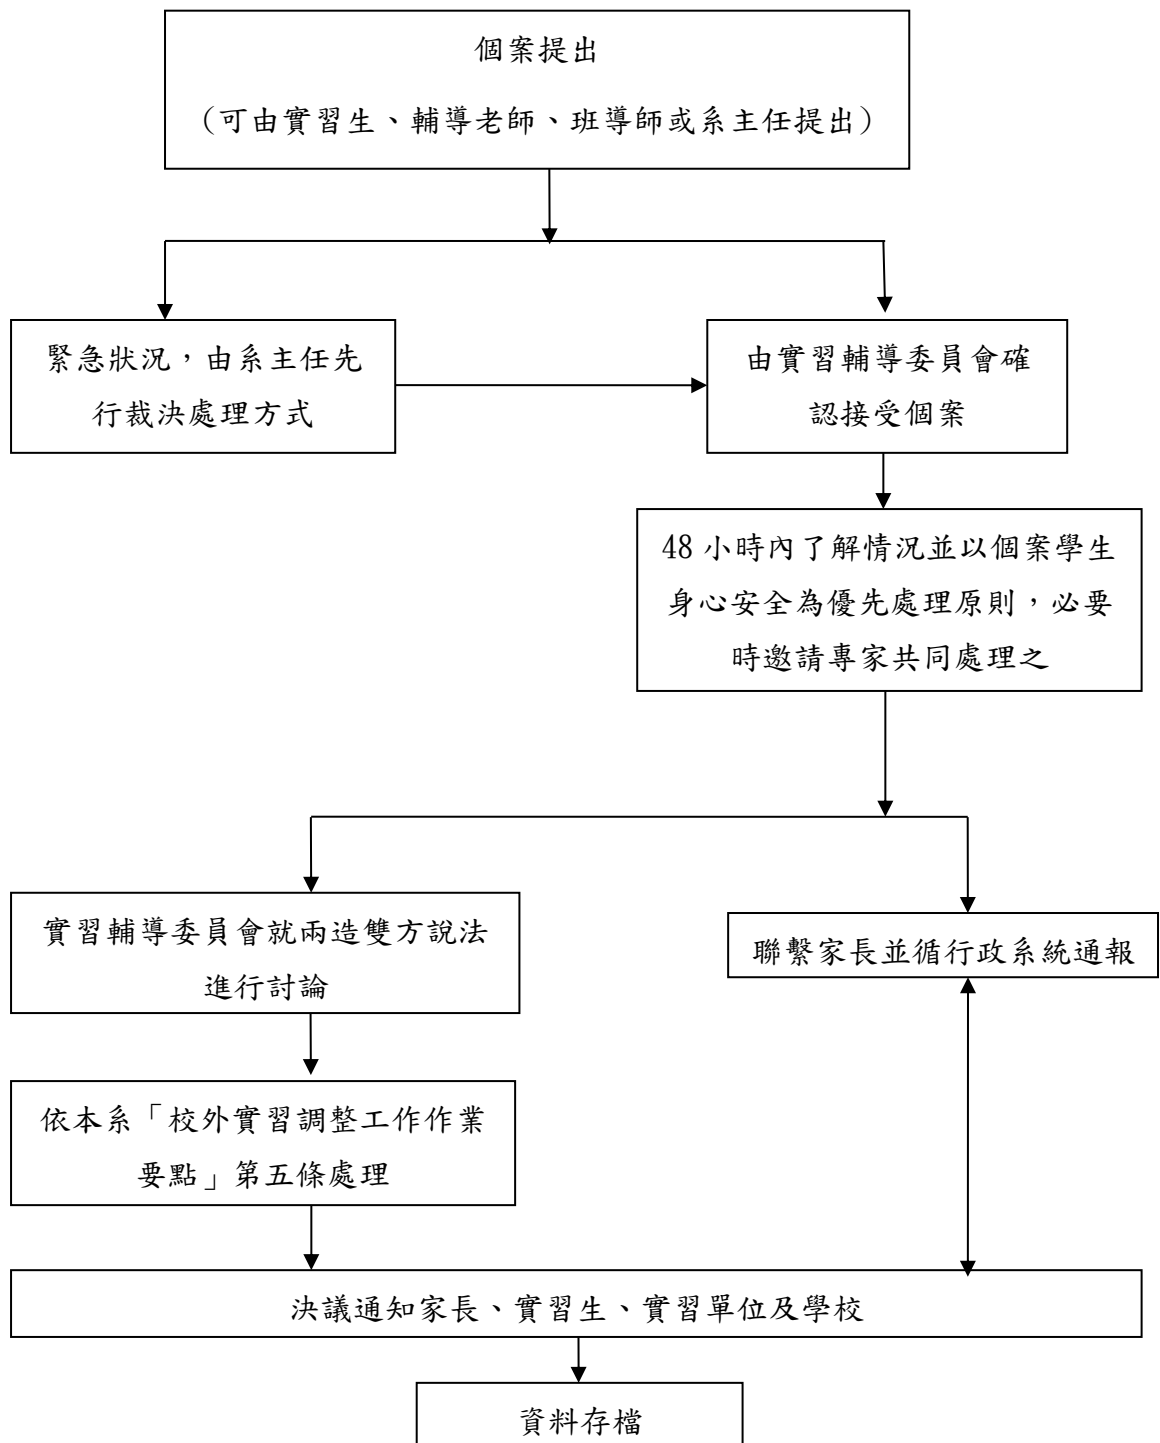 個案提出
（可由實習生、輔導老師、班導師或系主任提出）
緊急狀況，由系主任先
行裁決處理方式
由實習輔導委員會確
認接受個案
48 小時內了解情況並以個案學生
身心安全為優先處理原則，必要
時邀請專家共同處理之
實習輔導委員會就兩造雙方說法
進行討論
聯繫家長並循行政系統通報
依本系「校外實習調整工作作業
要點」第五條處理
決議通知家長、實習生、實習單位及學校
資料存檔